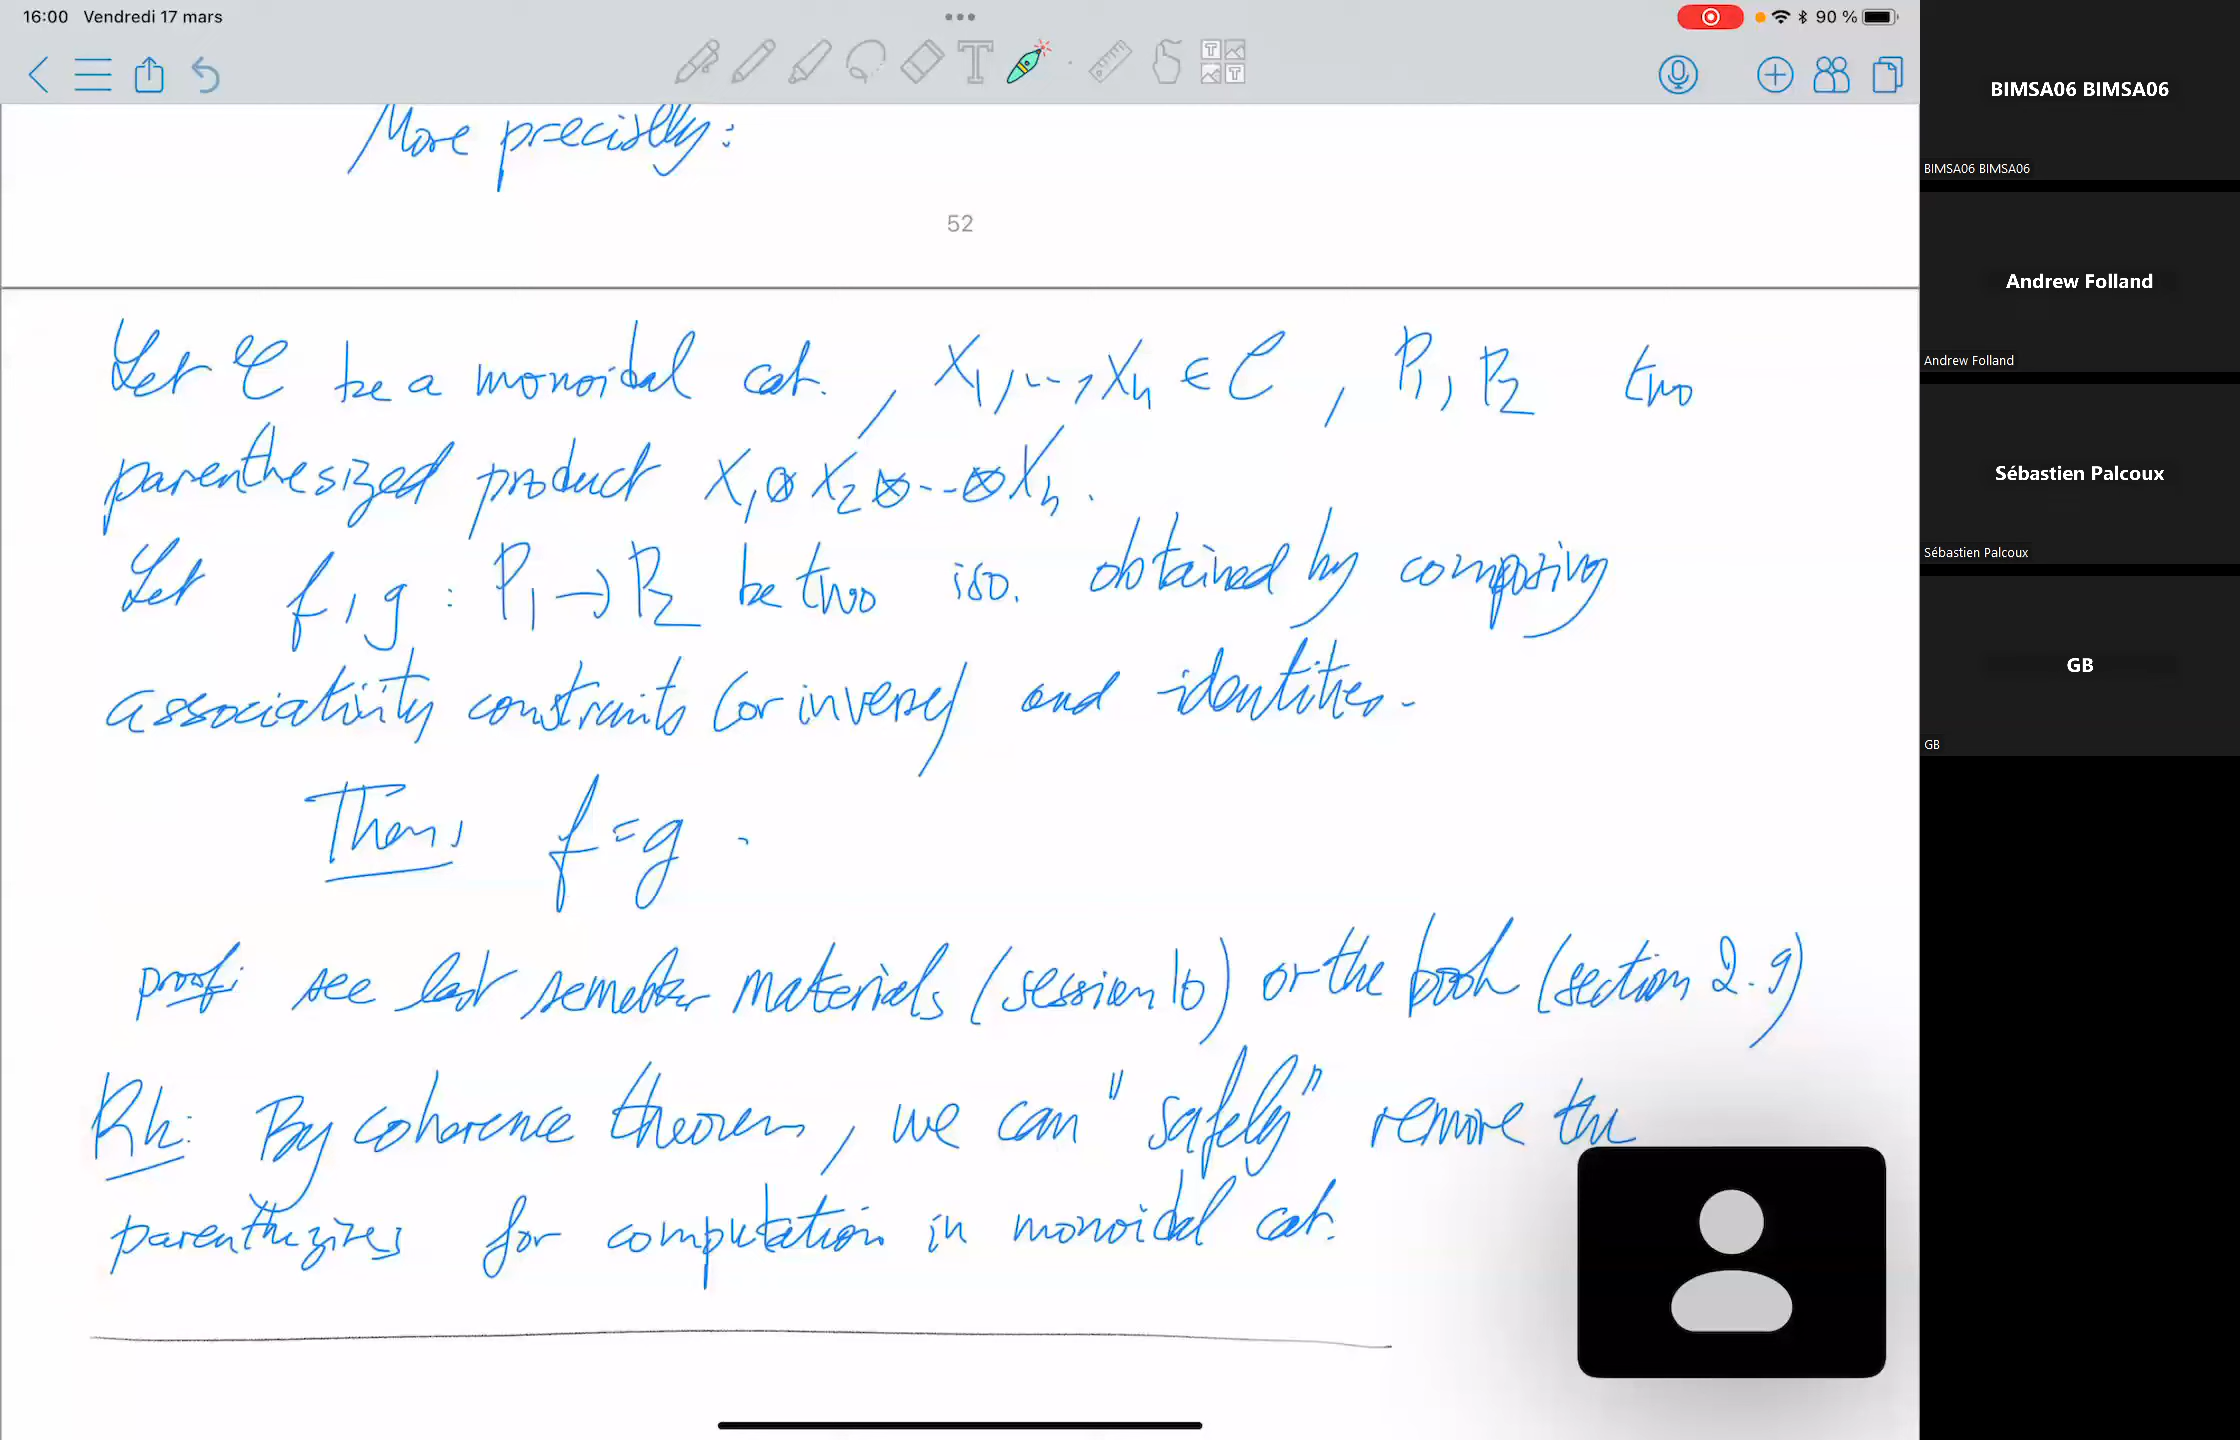 16:00 Vendredi 17 mars
90 %
More precisely:
52
Let 𝒞 be a monoidal cat., X₁, ..., Xₙ ∈ C, P₁, P₂ two
parenthesized product X₁⊗X₂⊗--⊗Xₙ.
Let f, g : P₁ → P₂ be two iso. obtained by composing
associativity constraints (or inverse) and identities.
Then, f = g.
proof: see last semester materials (session 10) or the book (section 2.9)
Rk: By coherence theorem, we can "safely" remove the
parenthezizes for computation in monoidal cat.
BIMSA06 BIMSA06
BIMSA06 BIMSA06
Andrew Folland
Andrew Folland
Sébastien Palcoux
Sébastien Palcoux
GB
GB